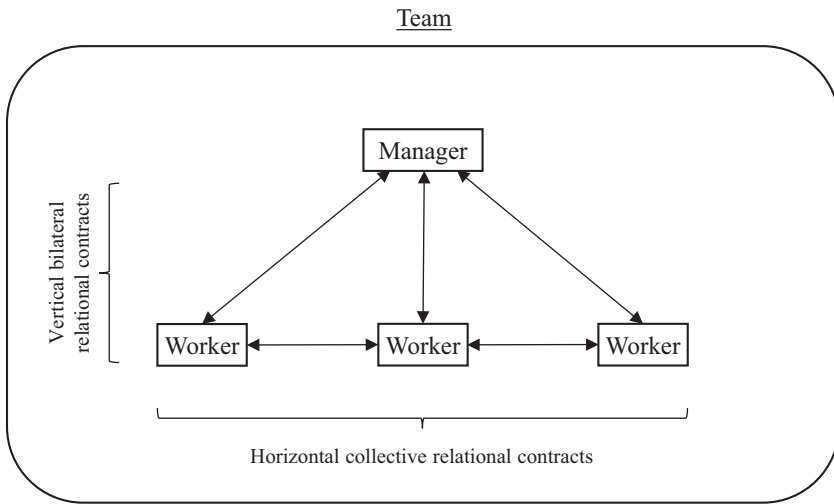 Team
Manager
Vertical bilateral
relational contracts
Worker
Worker
Worker
Horizontal collective relational contracts